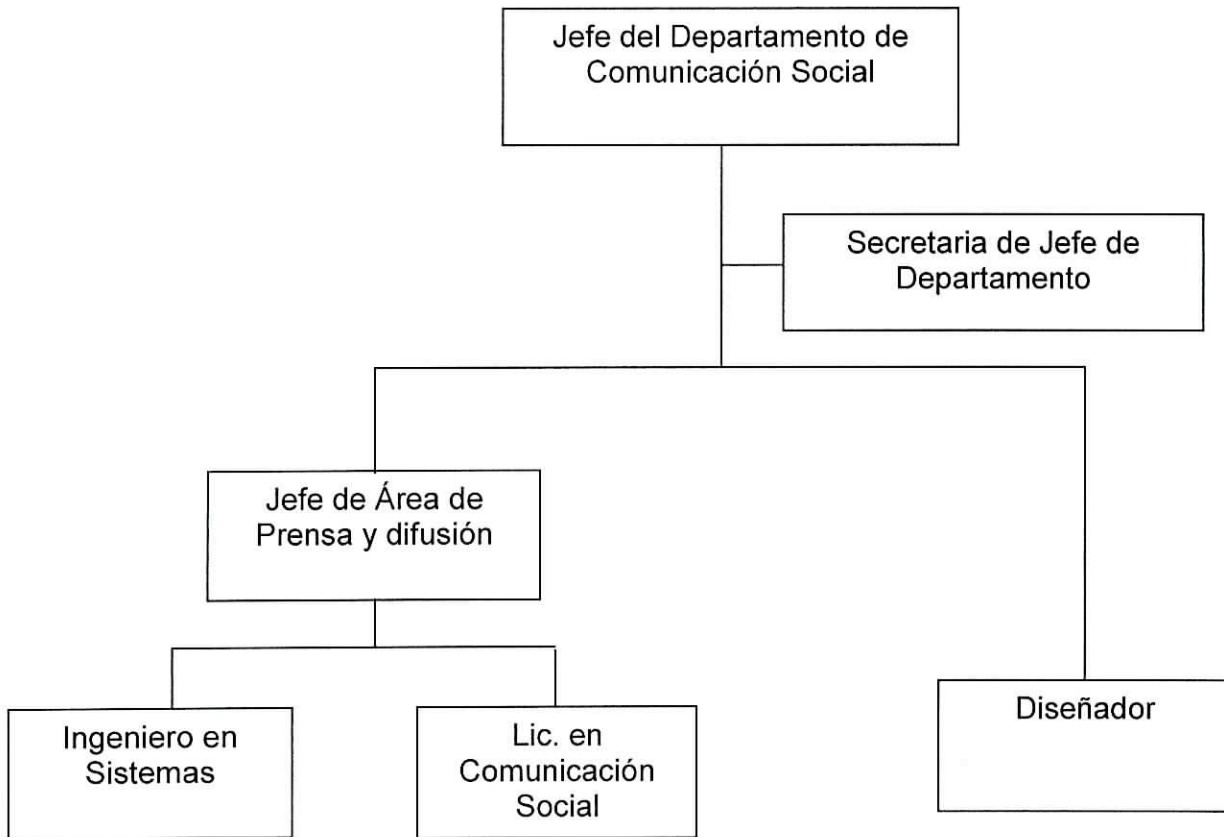 Jefe del Departamento de
Comunicación Social
Secretaria de Jefe de
Departamento
Jefe de Área de
Prensa y difusión
Ingeniero en
Sistemas
Lic. en
Comunicación
Social
Diseñador